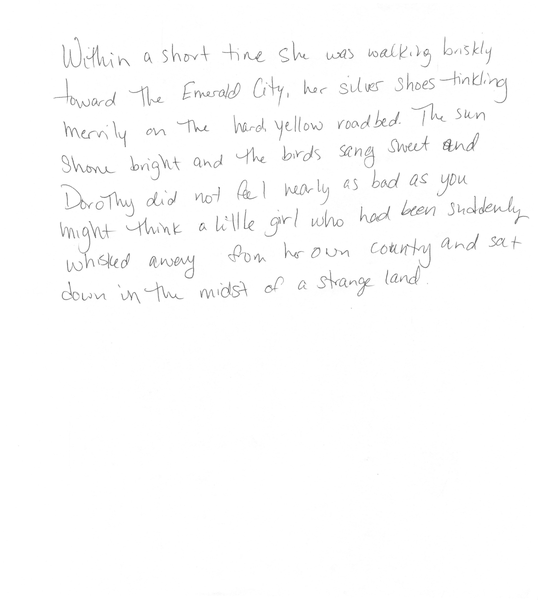 Within a short time she was walking briskly
toward the Emerald City, her silver shoes tinkling
merrily on the hard yellow roadbed. The sun
shone bright and the birds sang sweet and
Dorothy did not feel nearly as bad as you
might think a little girl who had been suddenly
whisked away from her own country and sat
down in the midst of a strange land.